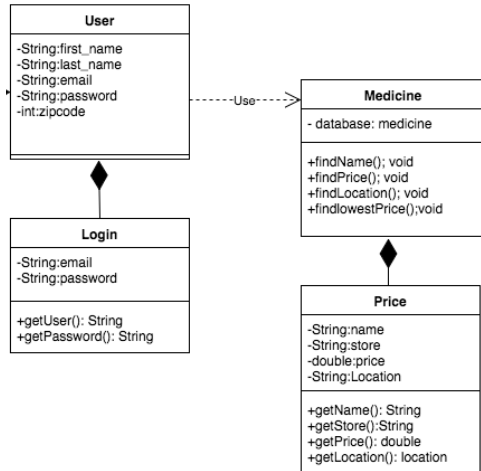 User
-String:first_name
-String:last_name
-String:email
-String:password
-int:zipcode
Use
Medicine
- database: medicine
+findName(); void
+findPrice(); void
+findLocation(); void
+findlowestPrice();void
Login
-String:email
-String:password
+getUser(): String
+getPassword(): String
Price
-String:name
-String:store
-double:price
-String:Location
+getName(): String
+getStore():String
+getPrice(): double
+getLocation(): location